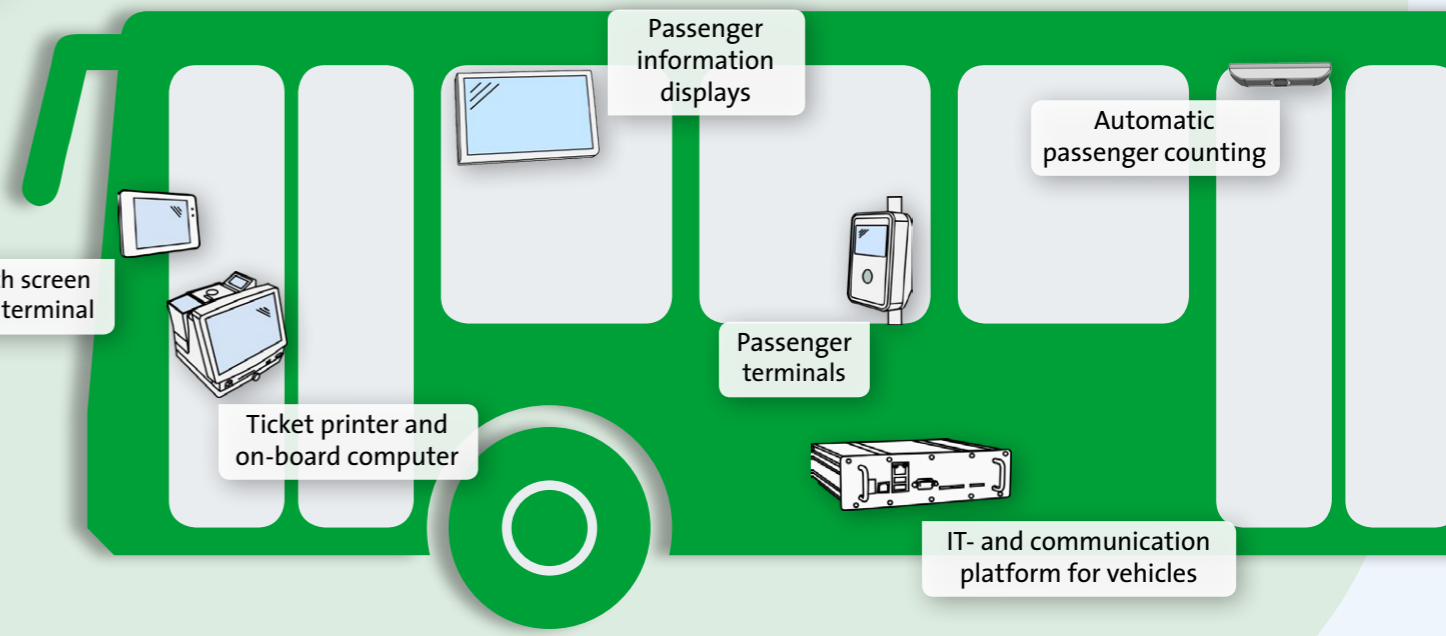 Passenger
information
displays
Automatic
passenger counting
screen
terminal
Passenger
terminals
Ticket printer and
on-board computer
IT- and communication
platform for vehicles